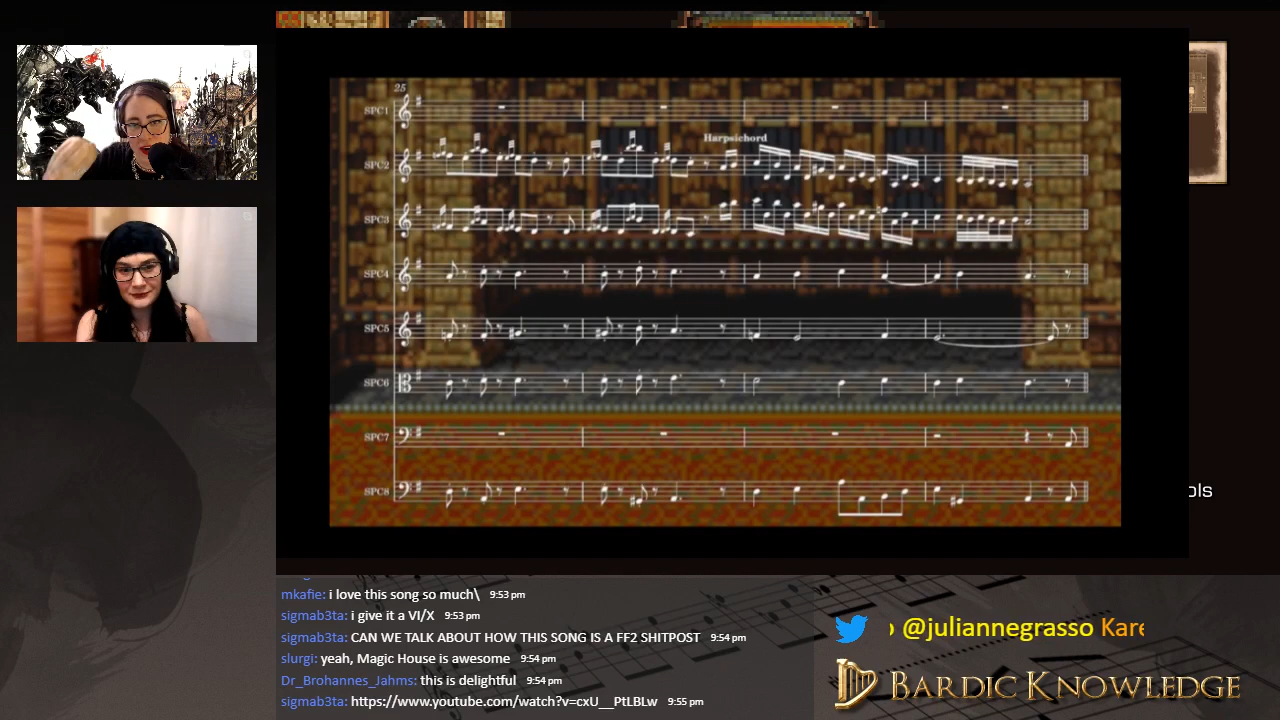 25
SPC1
Harpsichord
SPC2
SPC3
SPC4
SPC5
SPC6
SPC7
SPC8
ols
mkafie: i love this song so much\ 9:53 pm
sigmab3ta: i give it a VI/X 9:53 pm
sigmab3ta: CAN WE TALK ABOUT HOW THIS SONG IS A FF2 SHITPOST 9:54 pm
slurgi: yeah, Magic House is awesome 9:54 pm
Dr_Brohannes_Jahms: this is delightful 9:54 pm
sigmab3ta: https://www.youtube.com/watch?v=cxU__PtLBLw 9:55 pm
@juliannegrasso Kare
BARDIC KNOWLEDGE